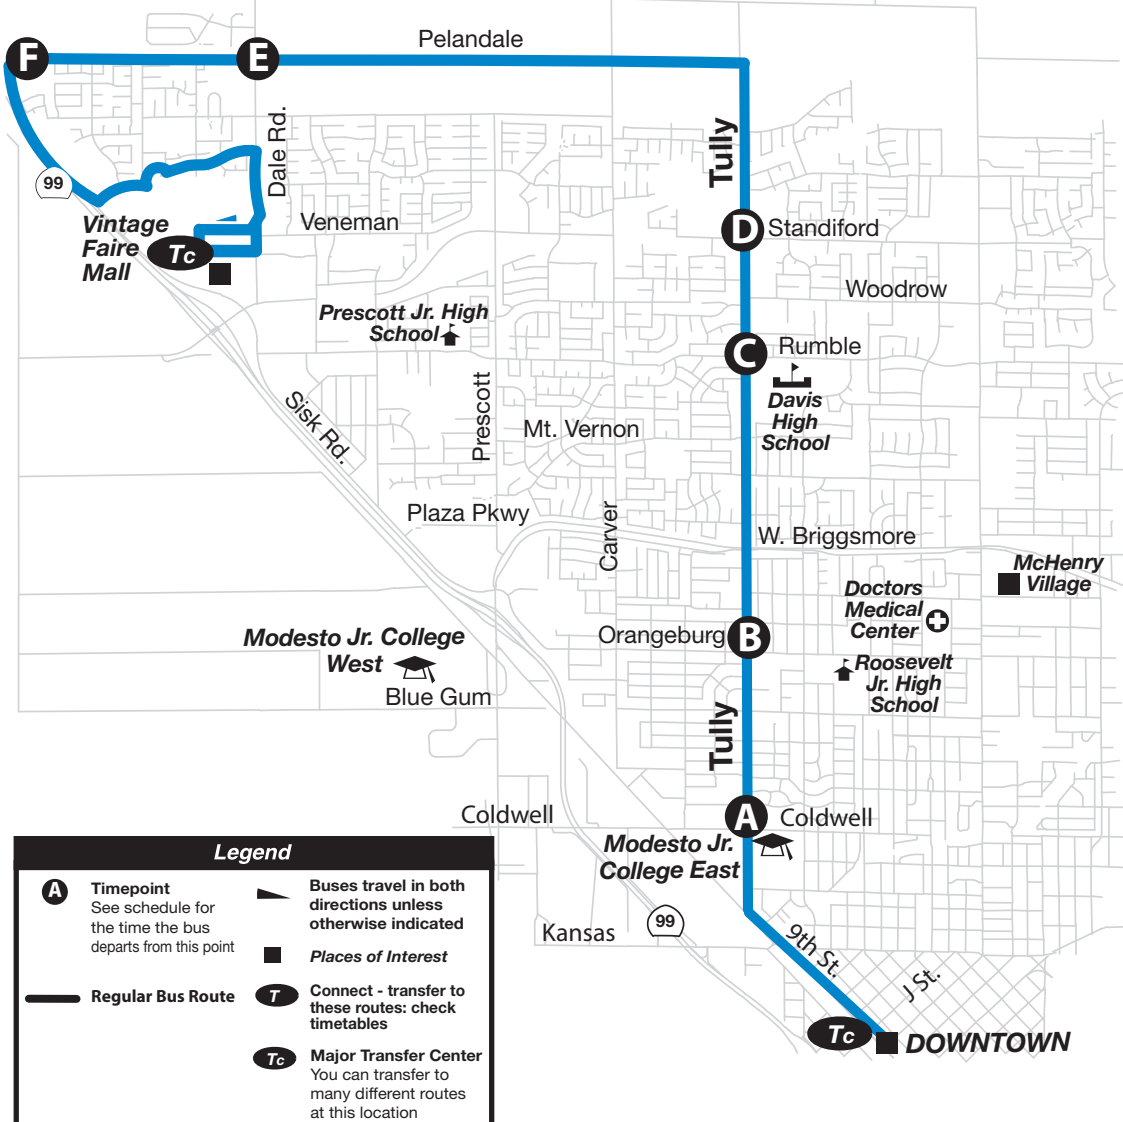 Pelandale
F
E
Tully
Dale Rd.
99
Vintage
Faire
Mall
Tc
Veneman
D
Standiford
Woodrow
Prescott Jr. High
School
C
Rumble
Davis
High
School
Sisk Rd.
Prescott
Mt. Vernon
Plaza Pkwy
Carver
W. Briggsmore
McHenry
Village
Doctors
Medical
Center
Orangeburg
B
Modesto Jr. College
West
Blue Gum
Roosevelt
Jr. High
School
Tully
Coldwell
A
Coldwell
Modesto Jr.
College East
99
Kansas
9th St.
J St.
Tc
DOWNTOWN
Legend
A
Timepoint
See schedule for
the time the bus
departs from this point
Regular Bus Route
Buses travel in both
directions unless
otherwise indicated
Places of Interest
T
Connect - transfer to
these routes: check
timetables
Tc
Major Transfer Center
You can transfer to
many different routes
at this location